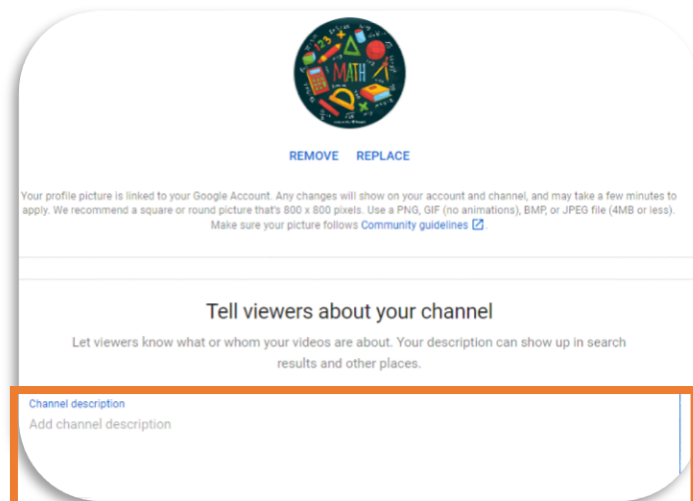 123
MATH
REMOVE REPLACE
Your profile picture is linked to your Google Account. Any changes will show on your account and channel, and may take a few minutes to
apply. We recommend a square or round picture that's 800 x 800 pixels. Use a PNG, GIF (no animations), BMP, or JPEG file (4MB or less).
Make sure your picture follows Community guidelines.
Tell viewers about your channel
Let viewers know what or whom your videos are about. Your description can show up in search
results and other places.
Channel description
Add channel description